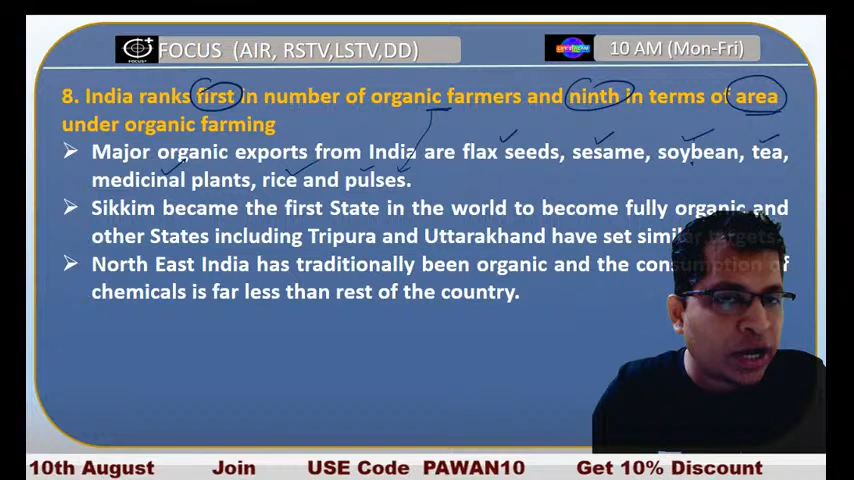 FOCUS (AIR, RSTV,LSTV,DD)
10 AM (Mon-Fri)
8. India ranks first in number of organic farmers and ninth in terms of area
under organic farming
Major organic exports from India are flax seeds, sesame, soybean, tea,
medicinal plants, rice and pulses.
Sikkim became the first State in the world to become fully organic and
other States including Tripura and Uttarakhand have set similar targets.
North East India has traditionally been organic and the consumption of
chemicals is far less than rest of the country.
10th August Join USE Code PAWAN10 Get 10% Discount